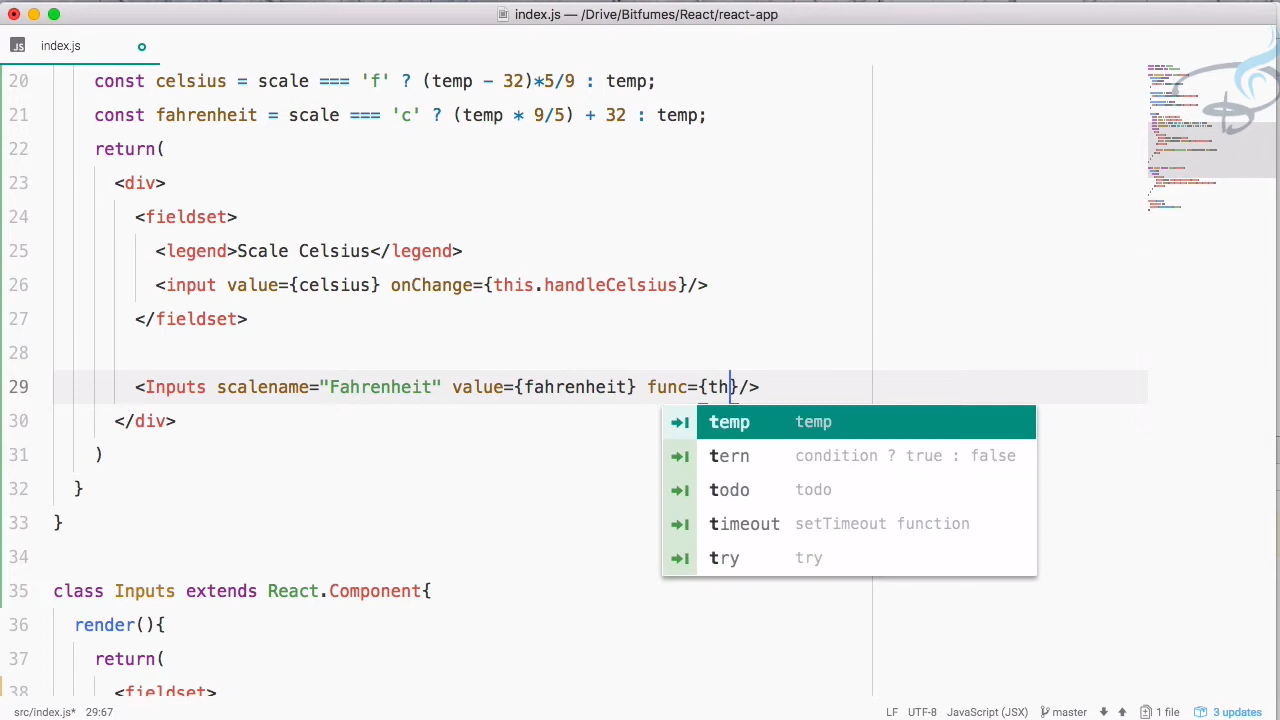 index.js — /Drive/Bitfumes/React/react-app
JS index.js
20 const celsius = scale === 'f' ? (temp - 32)*5/9 : temp;
21 const fahrenheit = scale === 'c' ? (temp * 9/5) + 32 : temp;
22 return(
23 <div>
24 <fieldset>
25 <legend>Scale Celsius</legend>
26 <input value={celsius} onChange={this.handleCelsius}/>
27 </fieldset>
28
29 <Inputs scalename="Fahrenheit" value={fahrenheit} func={th}/>
temp temp
30 </div>
tern condition ? true : false
31 )
todo todo
32 }
timeout setTimeout function
33 }
try try
34
35 class Inputs extends React.Component{
36 render(){
37 return(
38 <fieldset>
src/index.js* 29:67 LF UTF-8 JavaScript (JSX) master 1 file 3 updates